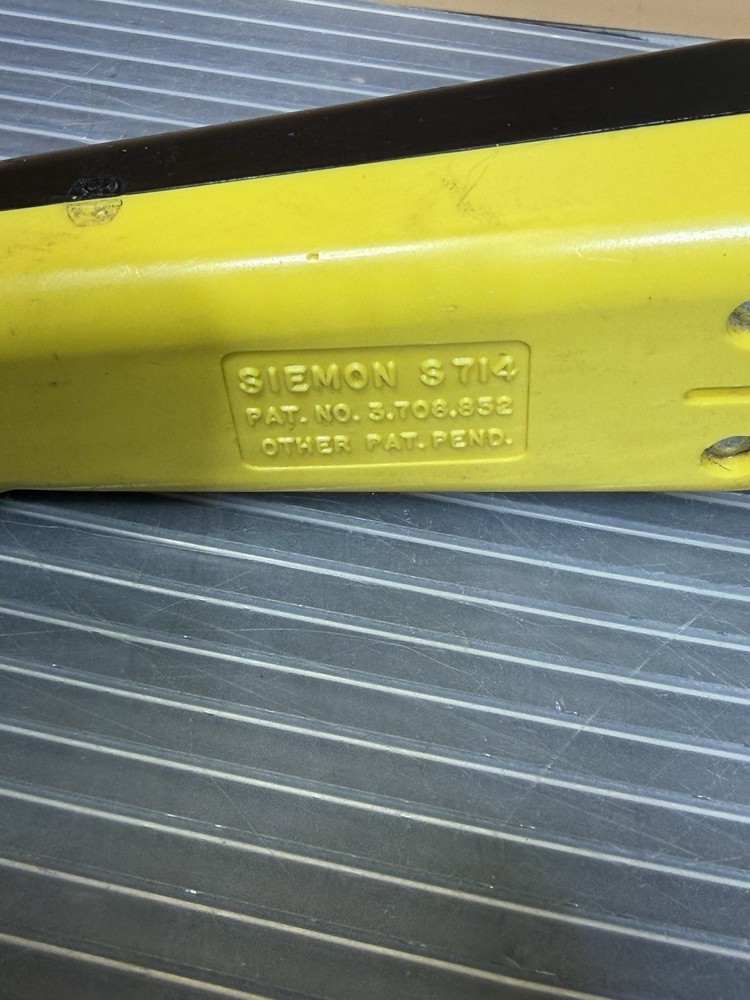 SIEMON S714
PAT. NO. 3.708.852
OTHER PAT. PEND.